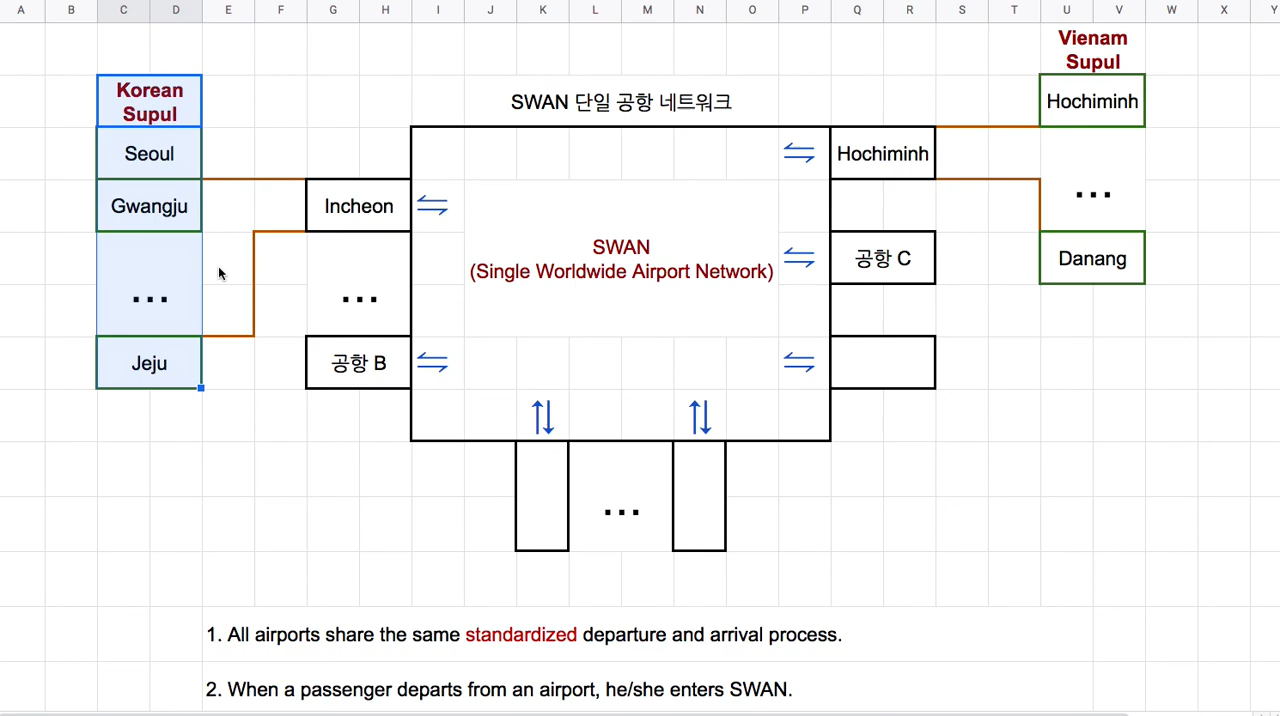 A B C D E F G H I J K L M N O P Q R S T U V W X Y
Vienam
Supul
Korean
Supul
SWAN 단일 공항 네트워크
Hochiminh
Seoul
Hochiminh
Gwangju
Incheon
...
SWAN
(Single Worldwide Airport Network)
공항 C
Danang
...
...
Jeju
공항 B
...
1. All airports share the same standardized departure and arrival process.
2. When a passenger departs from an airport, he/she enters SWAN.